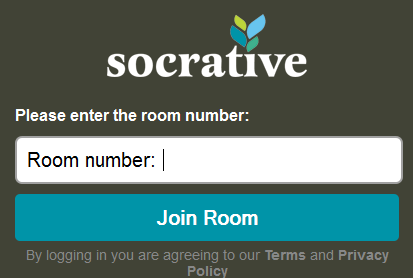 socrative
Please enter the room number:
Room number:
Join Room
By logging in you are agreeing to our Terms and Privacy
Policy